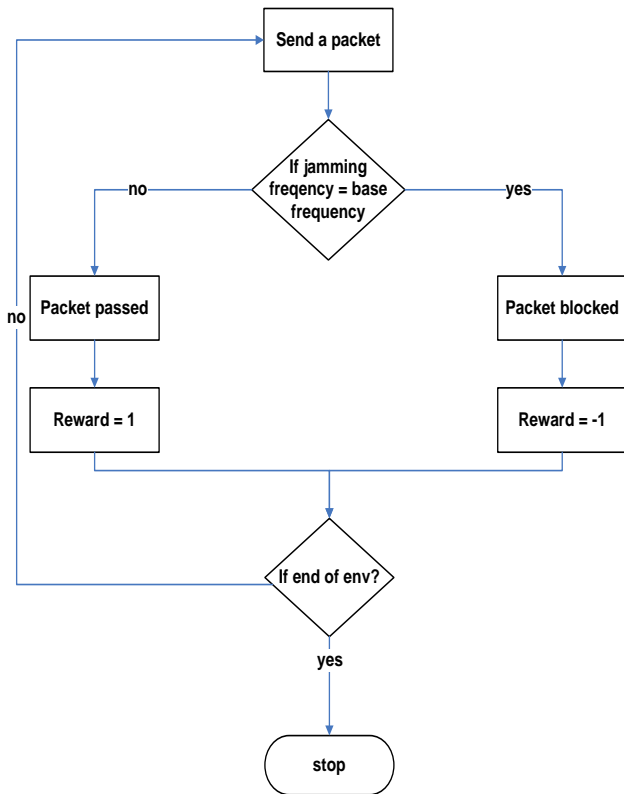 Send a packet
If jamming
freqency = base
frequency
no
yes
Packet passed
Packet blocked
no
Reward = 1
Reward = -1
If end of env?
yes
stop